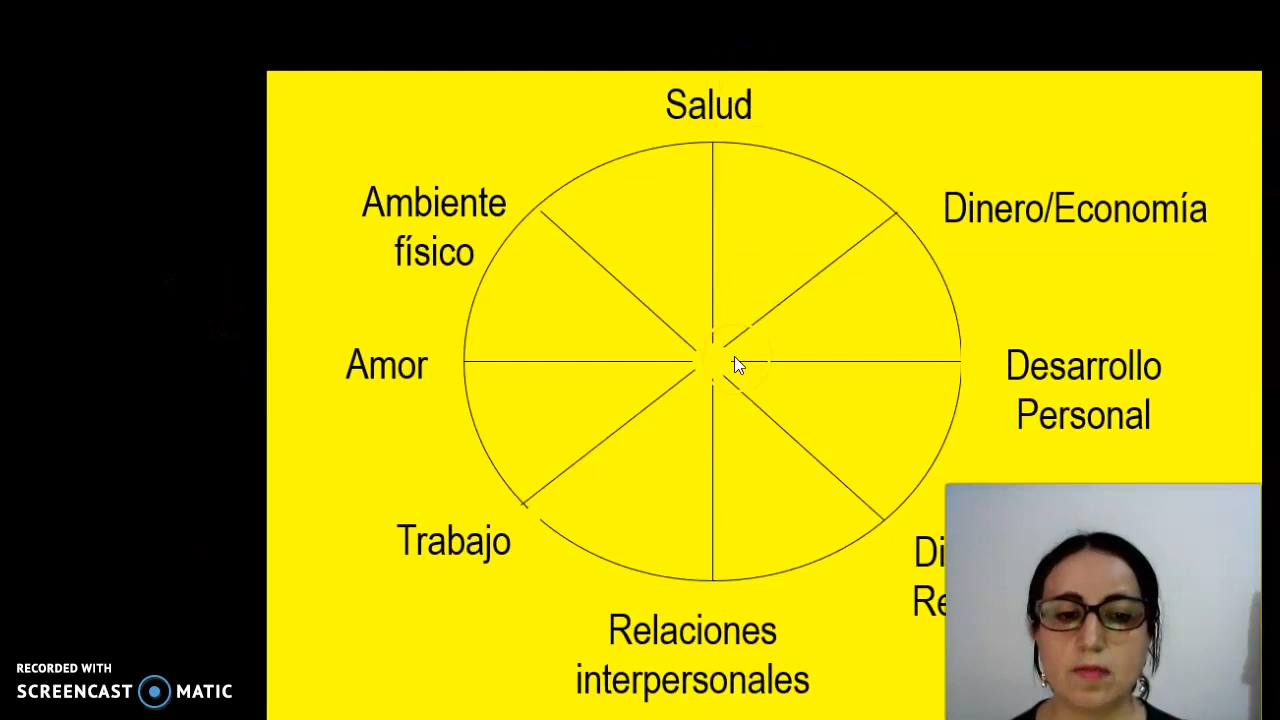 Salud
Ambiente
físico
Dinero/Economía
Amor
Desarrollo
Personal
Trabajo
Relaciones
interpersonales
RECORDED WITH
SCREENCAST MATIC